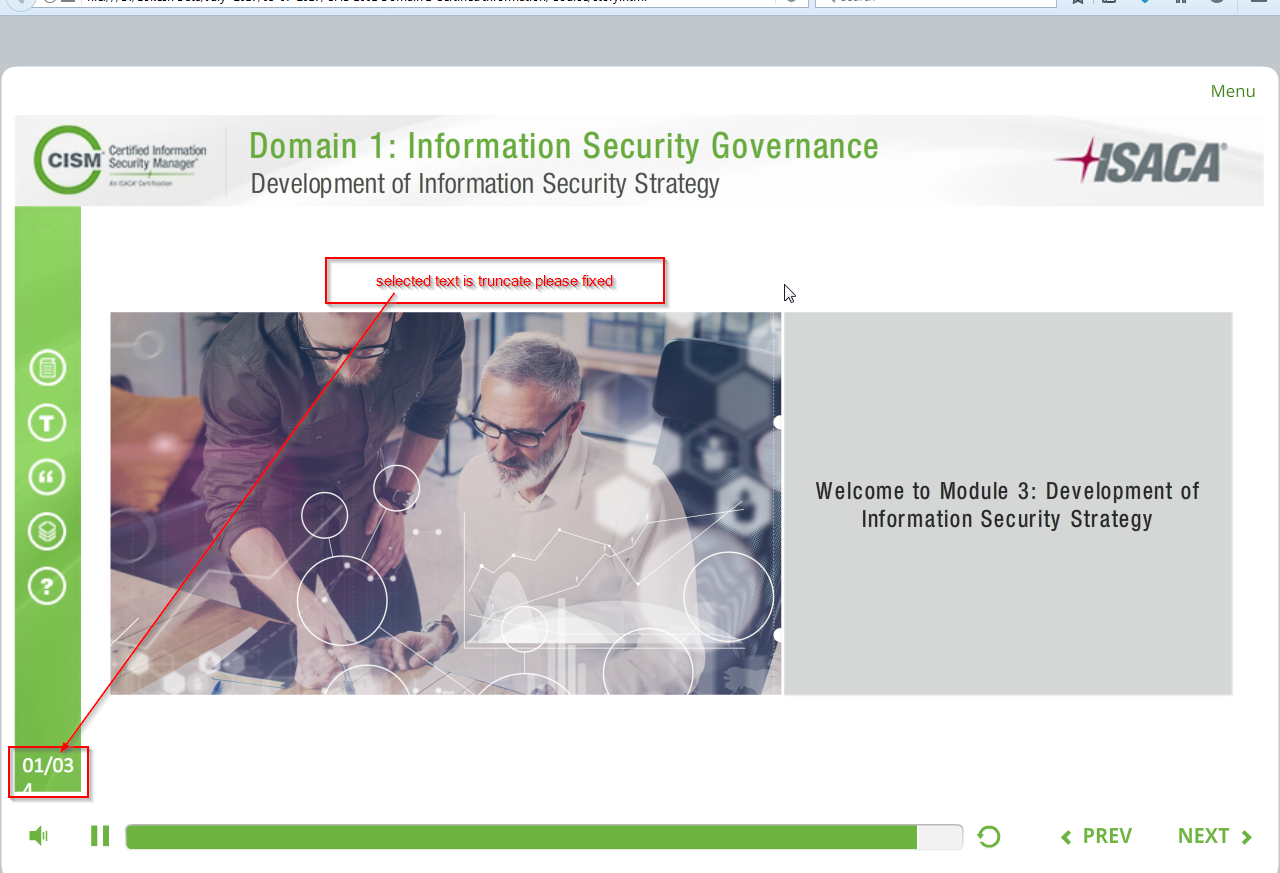 Menu
CISM
Certified Information
Security Manager®
An ISACA® Certification
Domain 1: Information Security Governance
Development of Information Security Strategy
ISACA®
selected text is truncate please fixed
T
“
?
Welcome to Module 3: Development of
Information Security Strategy
01/03
4
PREV
NEXT